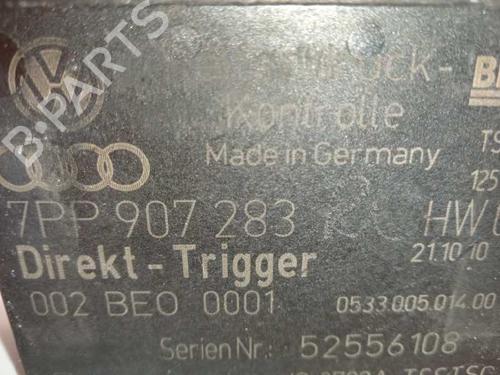 Kontrolle
Made in Germany
7PP 907 283
HW
Direkt - Trigger
21.10.10
002 BEO 0001
0533.005.014.00
Serien Nr: 52556108
B-PARTS